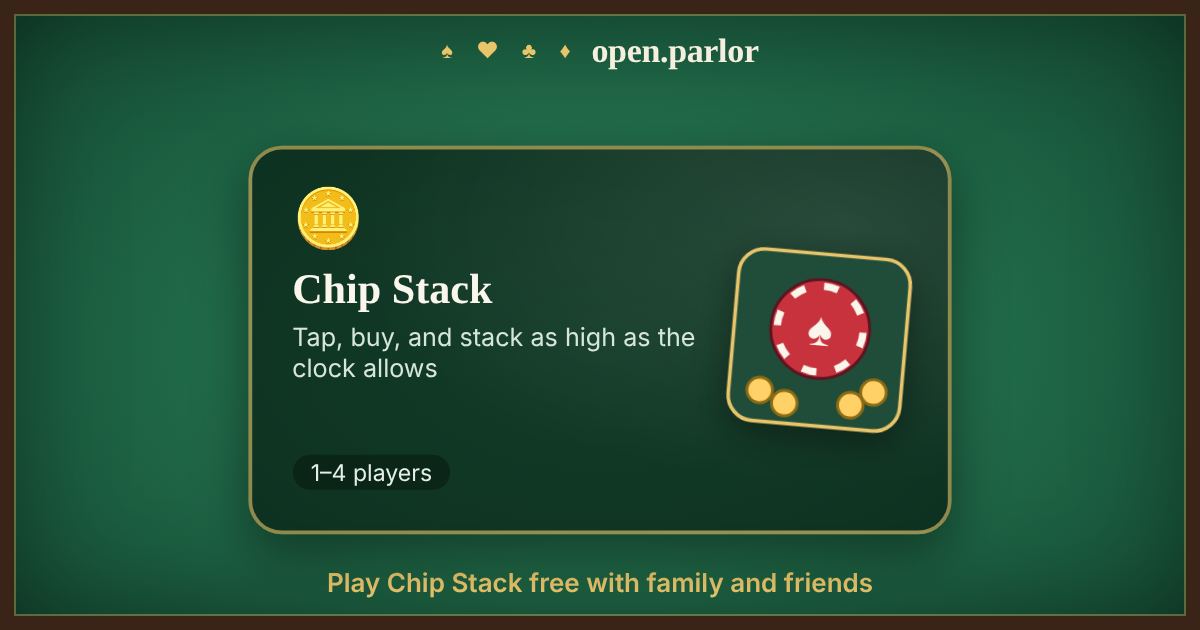 ♠ ♥ ♣ ♦ open.parlor
Chip Stack
Tap, buy, and stack as high as the
clock allows
1–4 players
Play Chip Stack free with family and friends